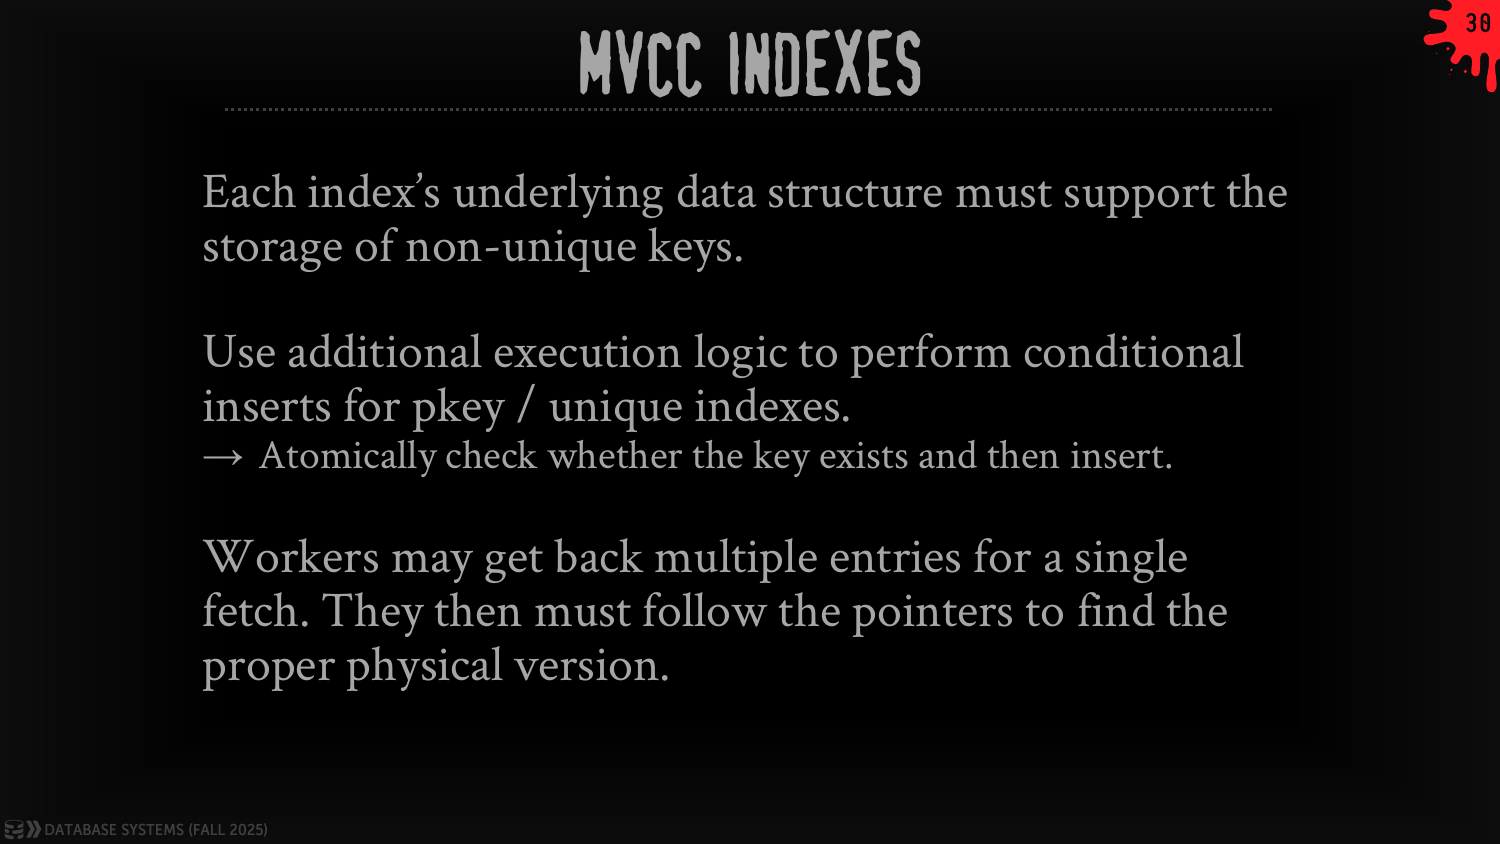 30
MVCC INDEXES
Each index’s underlying data structure must support the
storage of non-unique keys.
Use additional execution logic to perform conditional
inserts for pkey / unique indexes.
→ Atomically check whether the key exists and then insert.
Workers may get back multiple entries for a single
fetch. They then must follow the pointers to find the
proper physical version.
DATABASE SYSTEMS (FALL 2025)